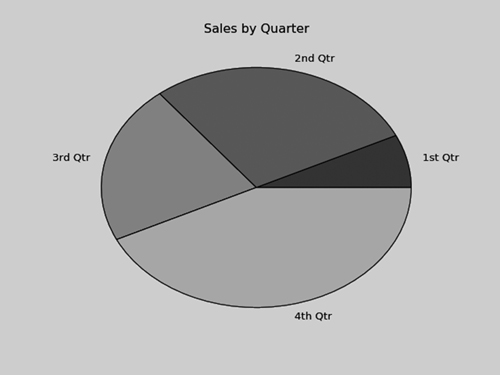 Sales by Quarter
2nd Qtr
3rd Qtr
1st Qtr
4th Qtr